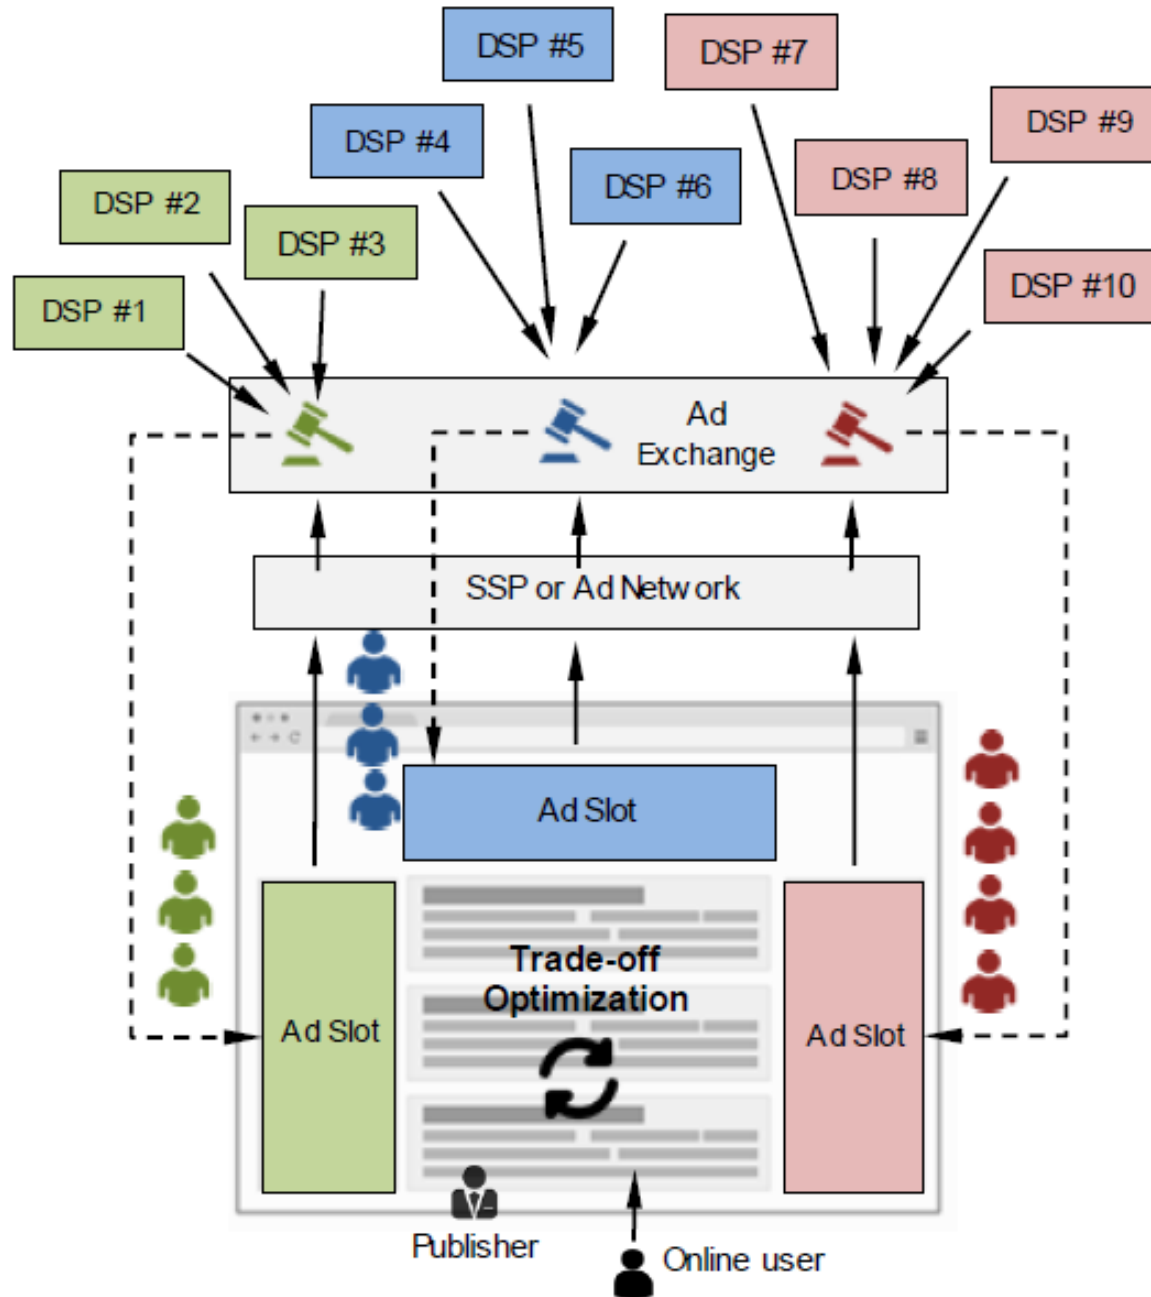 DSP #5
DSP #7
DSP #4
DSP #9
DSP #2
DSP #6
DSP #8
DSP #3
DSP #1
DSP #10
Ad
Exchange
SSP or Ad Network
Ad Slot
Trade-off
Optimization
Ad Slot
Ad Slot
Publisher
Online user